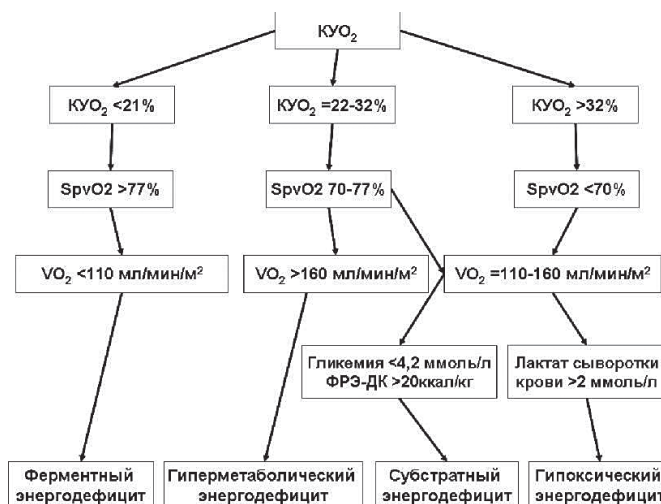 КУО₂
КУО₂ <21%
КУО₂ =22-32%
КУО₂ >32%
SpvO2 >77%
SpvO2 70-77%
SpvO2 <70%
VO₂ <110 мл/мин/м²
VO₂ >160 мл/мин/м²
VO₂ =110-160 мл/мин/м²
Гликемия <4,2 ммоль/л
ФРЭ-ДК >20ккал/кг
Лактат сыворотки
крови >2 ммоль/л
Ферментный
энергодефицит
Гиперметаболический
энергодефицит
Субстратный
энергодефицит
Гипоксический
энергодефицит